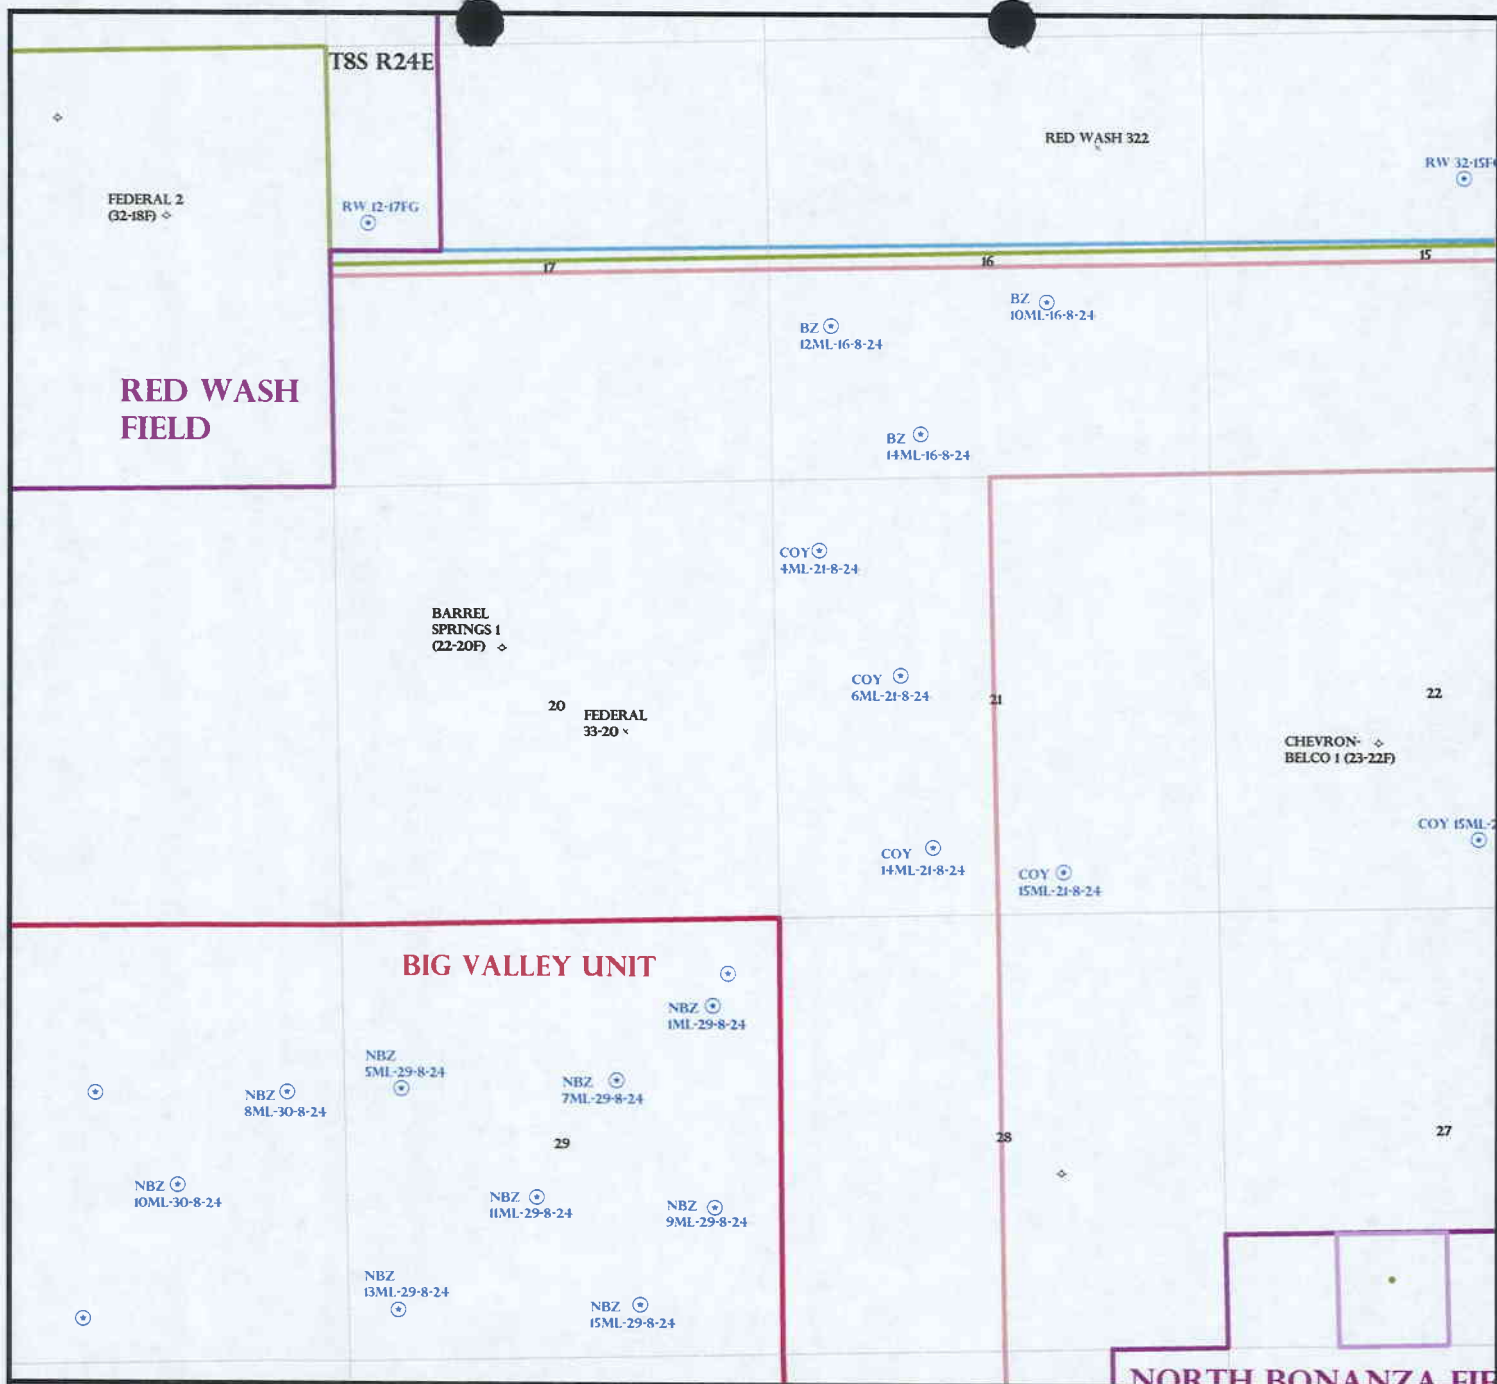 T8S R24E
RED WASH 322
RW 32-15F
FEDERAL 2
(32-18F)
RW 12-17FG
17
16
15
BZ
10ML-16-8-24
BZ
12ML-16-8-24
RED WASH
FIELD
BZ
14ML-16-8-24
COY
4ML-21-8-24
BARREL
SPRINGS 1
(22-20F)
COY
6ML-21-8-24
20
FEDERAL
33-20
21
22
CHEVRON-
BELCO 1 (23-22F)
COY 15ML-2
COY
14ML-21-8-24
COY
15ML-21-8-24
BIG VALLEY UNIT
NBZ
1ML-29-8-24
NBZ
5ML-29-8-24
NBZ
7ML-29-8-24
NBZ
8ML-30-8-24
29
28
27
NBZ
10ML-30-8-24
NBZ
11ML-29-8-24
NBZ
9ML-29-8-24
NBZ
13ML-29-8-24
NBZ
15ML-29-8-24
NORTH BONANZA